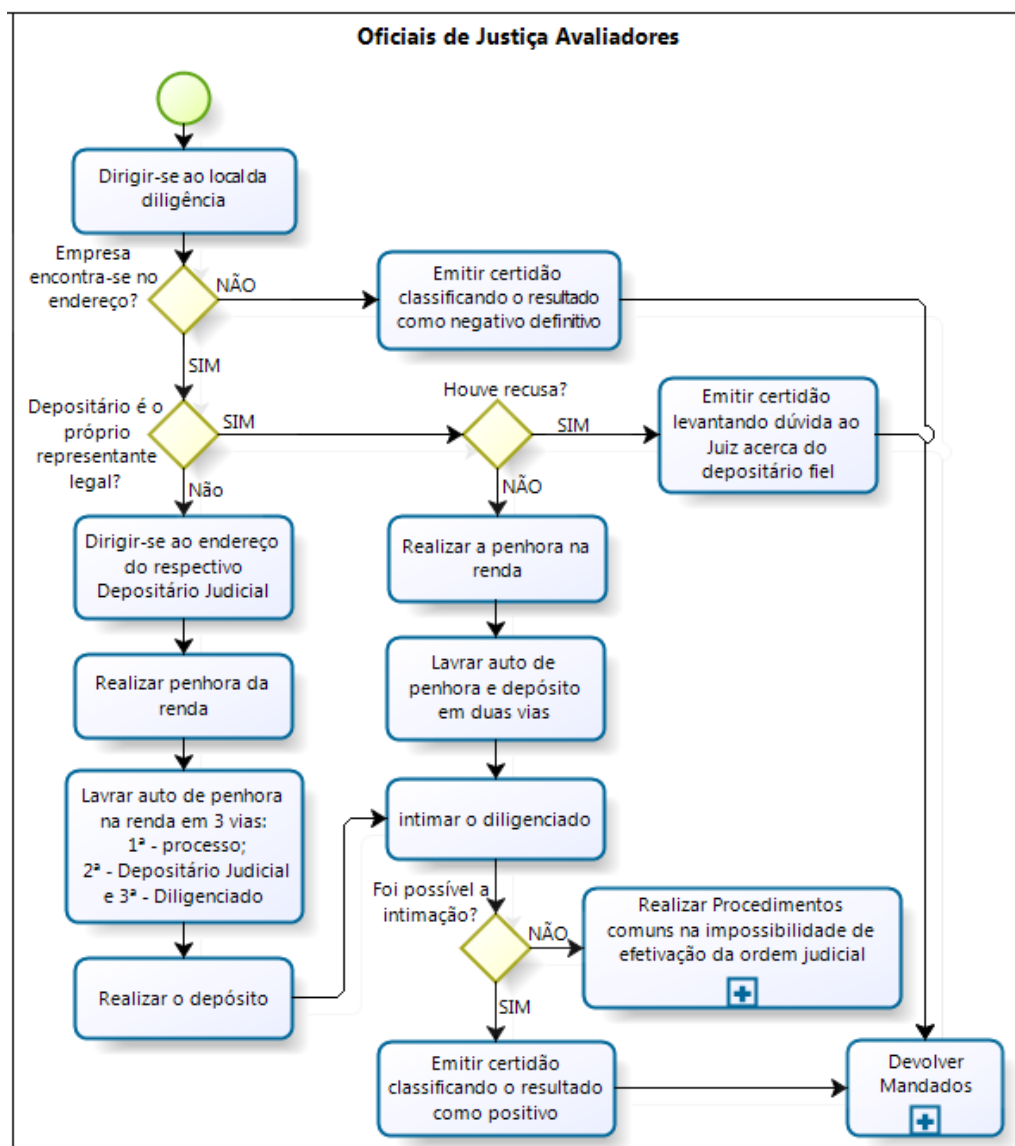 Oficiais de Justiça Avaliadores
Dirigir-se ao local da
diligência
Empresa
encontra-se no
endereço?
NÃO
Emitir certidão
classificando o resultado
como negativo definitivo
SIM
Depositário é o
próprio
representante
legal?
SIM
Houve recusa?
SIM
Emitir certidão
levantando dúvida ao
Juiz acerca do
depositário fiel
Não
NÃO
Dirigir-se ao endereço
do respectivo
Depositário Judicial
Realizar a penhora na
renda
Realizar penhora da
renda
Lavrar auto de
penhora e depósito
em duas vias
Lavrar auto de penhora
na renda em 3 vias:
1ª - processo;
2ª - Depositário Judicial
e 3ª - Diligenciado
intimar o diligenciado
Foi possível a
intimação?
NÃO
Realizar Procedimentos
comuns na impossibilidade de
efetivação da ordem judicial
Realizar o depósito
SIM
Emitir certidão
classificando o resultado
como positivo
Devolver
Mandados